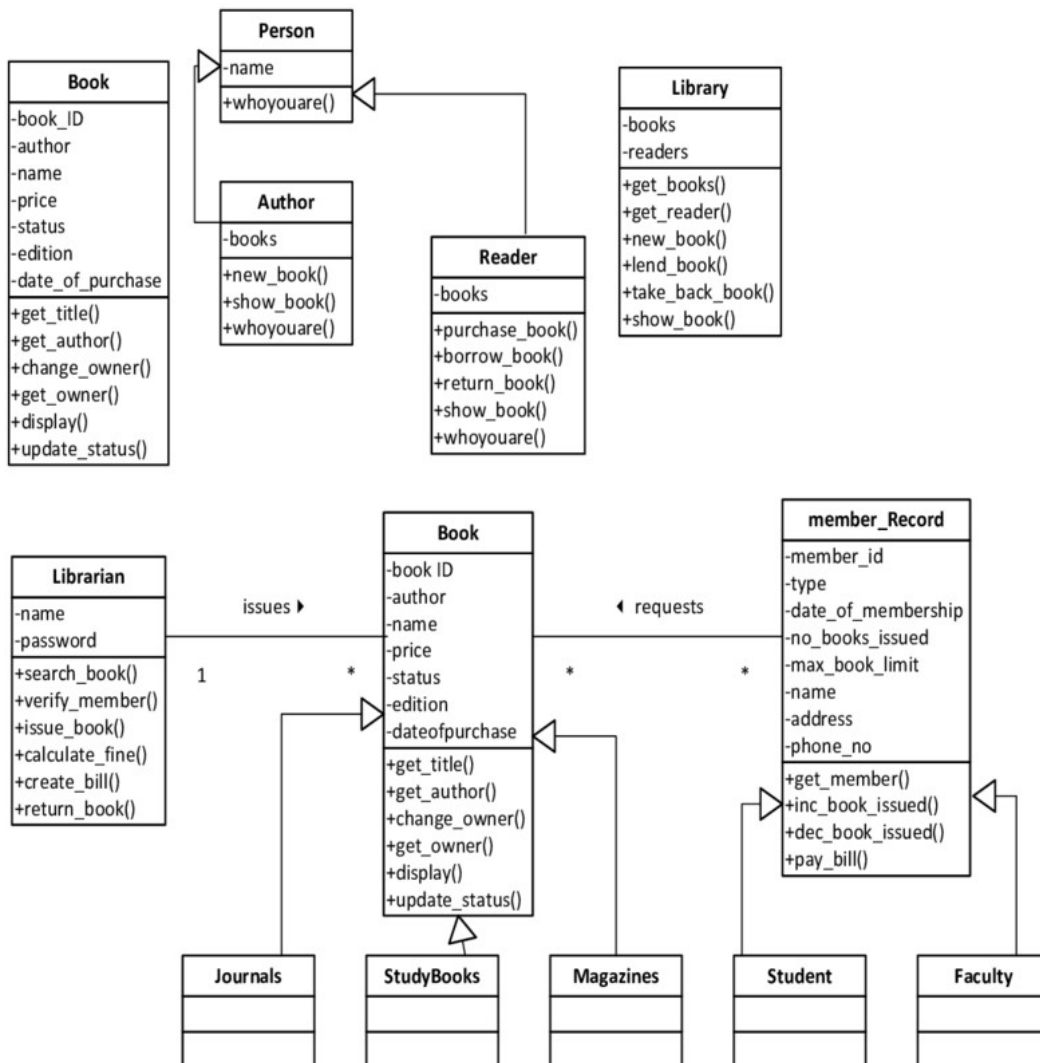 Person
-name
+whoyouare()
Book
-book_ID
-author
-name
-price
-status
-edition
-date_of_purchase
+get_title()
+get_author()
+change_owner()
+get_owner()
+display()
+update_status()
Author
-books
+new_book()
+show_book()
+whoyouare()
Reader
-books
+purchase_book()
+borrow_book()
+return_book()
+show_book()
+whoyouare()
Library
-books
-readers
+get_books()
+get_reader()
+new_book()
+lend_book()
+take_back_book()
+show_book()
Librarian
-name
-password
+search_book()
+verify_member()
+issue_book()
+calculate_fine()
+create_bill()
+return_book()
issues
1
*
Book
-book ID
-author
-name
-price
-status
-edition
-dateofpurchase
+get_title()
+get_author()
+change_owner()
+get_owner()
+display()
+update_status()
requests
*
*
member_Record
-member_id
-type
-date_of_membership
-no_books_issued
-max_book_limit
-name
-address
-phone_no
+get_member()
+inc_book_issued()
+dec_book_issued()
+pay_bill()
Journals
StudyBooks
Magazines
Student
Faculty